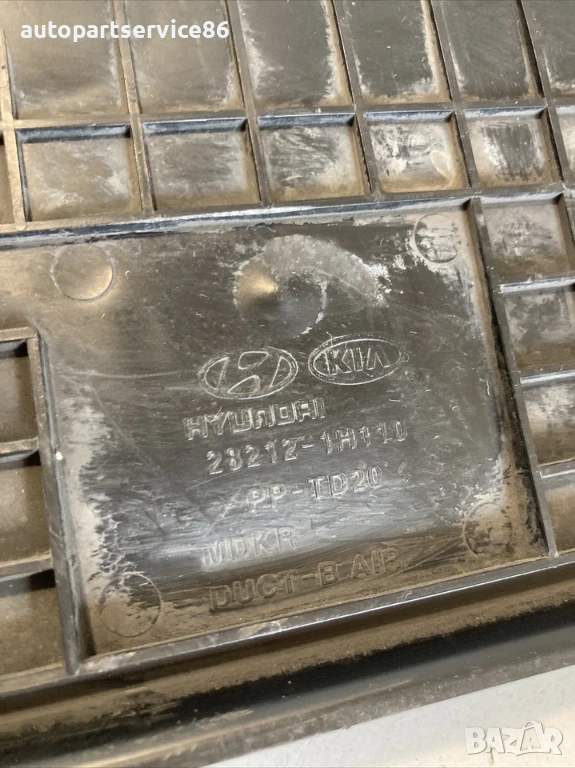 autopartservice86
KIA
HYUNDAI
28212-1H110
PP-TD20
MDKR
DUCT-B AIR
BAZAR